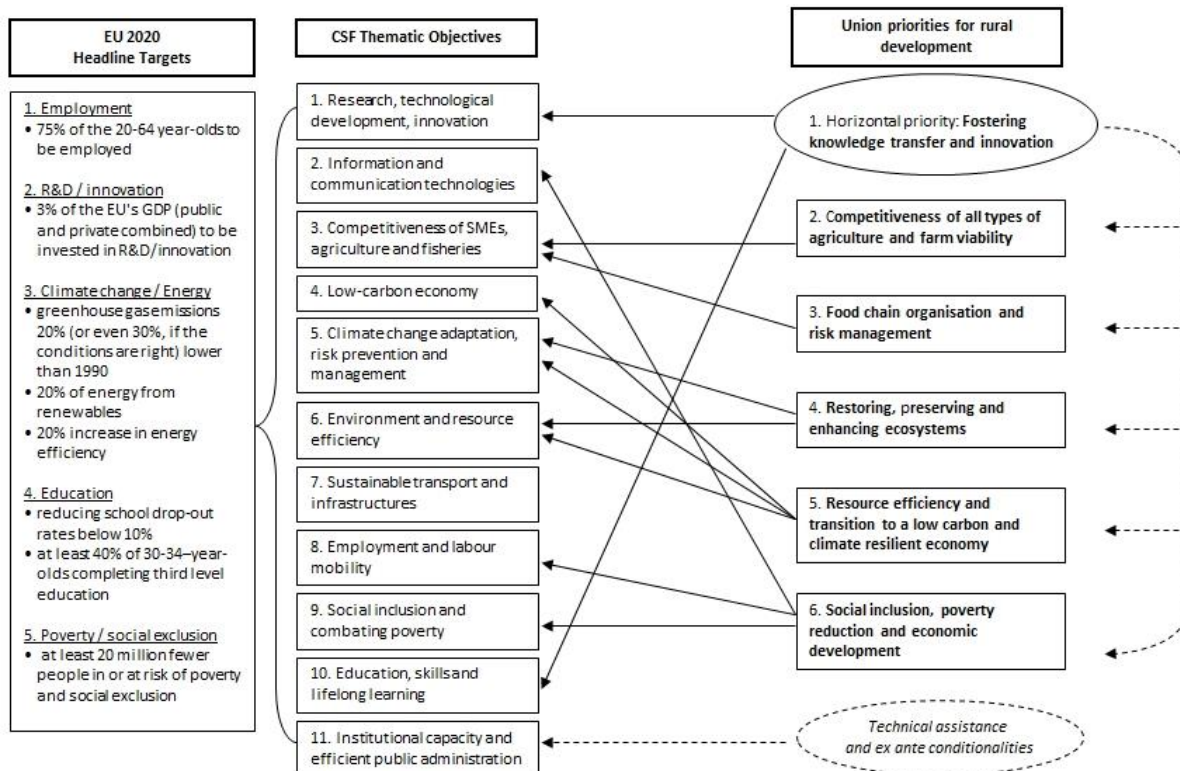 EU 2020
Headline Targets
1. Employment
• 75% of the 20-64 year-olds to
be employed
2. R&D / innovation
• 3% of the EU's GDP (public
and private combined) to be
invested in R&D/innovation
3. Climate change / Energy
• greenhouse gas emissions
20% (or even 30%, if the
conditions are right) lower
than 1990
• 20% of energy from
renewables
• 20% increase in energy
efficiency
4. Education
• reducing school drop-out
rates below 10%
• at least 40% of 30-34–year-
olds completing third level
education
5. Poverty / social exclusion
• at least 20 million fewer
people in or at risk of poverty
and social exclusion
CSF Thematic Objectives
1. Research, technological
development, innovation
2. Information and
communication technologies
3. Competitiveness of SMEs,
agriculture and fisheries
4. Low-carbon economy
5. Climate change adaptation,
risk prevention and
management
6. Environment and resource
efficiency
7. Sustainable transport and
infrastructures
8. Employment and labour
mobility
9. Social inclusion and
combating poverty
10. Education, skills and
lifelong learning
11. Institutional capacity and
efficient public administration
Union priorities for rural
development
1. Horizontal priority: Fostering
knowledge transfer and innovation
2. Competitiveness of all types of
agriculture and farm viability
3. Food chain organisation and
risk management
4. Restoring, preserving and
enhancing ecosystems
5. Resource efficiency and
transition to a low carbon and
climate resilient economy
6. Social inclusion, poverty
reduction and economic
development
Technical assistance
and ex ante conditionalities